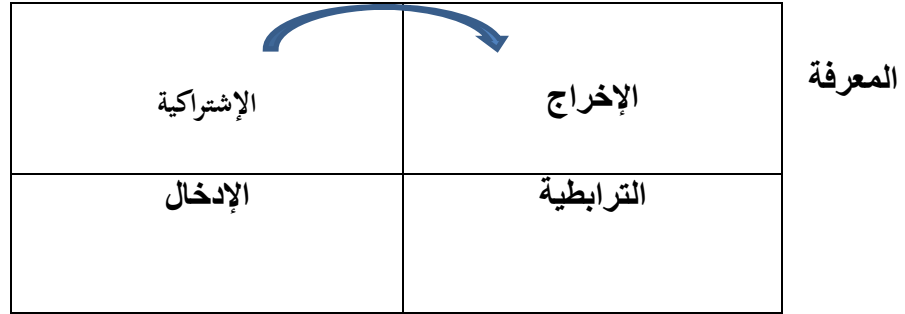 المعرفة
الإخراج
الإشتراكية
الترابطية
الإدخال